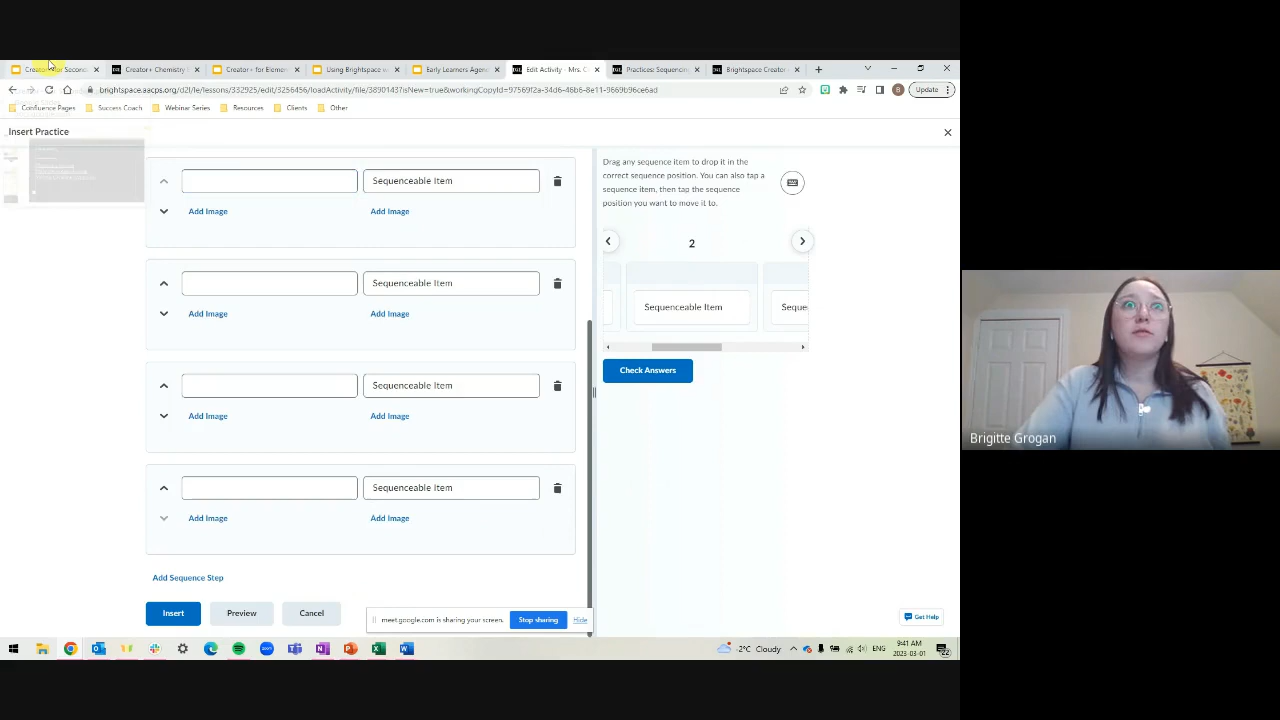 Creator+ for Second
Creator+ Chemistry
Creator+ for Elemen
Using Brightspace w
Early Learners Agen
Edit Activity - Mrs. C
Practices: Sequencing
Brightspace Creator
brightspace.aacps.org/d2l/le/lessons/332925/edit/3256456/loadActivity/file/38901437isNew=true&workingCopyId=97569f2a-34d6-46b6-8e11-9669b96ce6ad
B
Update
Confluence Pages
Success Coach
Webinar Series
Resources
Clients
Other
Insert Practice
Sequenceable Item
Add Image
Add Image
Sequenceable Item
Add Image
Add Image
Sequenceable Item
Add Image
Add Image
Sequenceable Item
Add Image
Add Image
Add Sequence Step
Insert
Preview
Cancel
Drag any sequence item to drop it in the
correct sequence position. You can also tap a
sequence item, then tap the sequence
position you want to move it to.
2
Sequenceable Item
Seque
Check Answers
meet.google.com is sharing your screen.
Stop sharing
Hide
Get Help
-2°C Cloudy
ENG
9:41 AM
2023-03-01
22
Brigitte Grogan